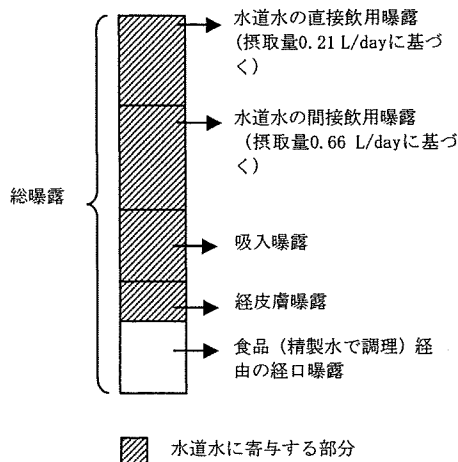 水道水の直接飲用曝露
(摂取量0.21 L/dayに基づ
く)
水道水の間接飲用曝露
(摂取量0.66 L/dayに基づ
く)
総曝露
吸入曝露
経皮膚曝露
食品（精製水で調理）経
由の経口曝露
水道水に寄与する部分